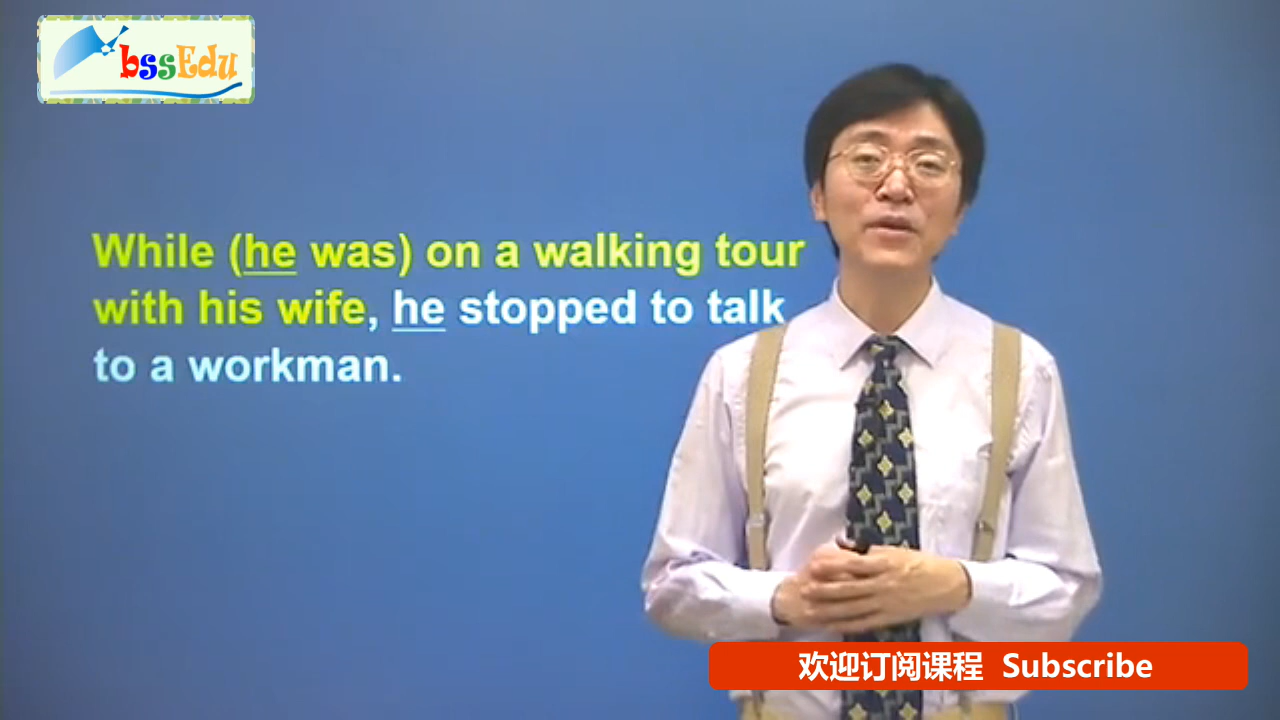 bssEdu
While (he was) on a walking tour
with his wife, he stopped to talk
to a workman.
欢迎订阅课程 Subscribe